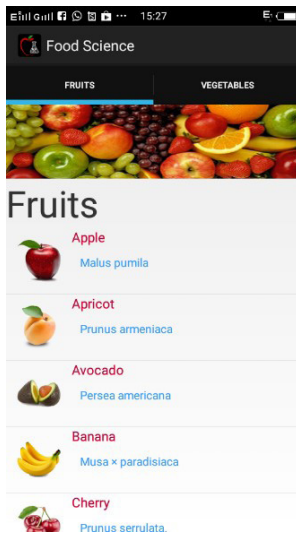 15:27
Food Science
FRUITS VEGETABLES
Fruits
Apple
Malus pumila
Apricot
Prunus armeniaca
Avocado
Persea americana
Banana
Musa × paradisiaca
Cherry
Prunus serrulata.